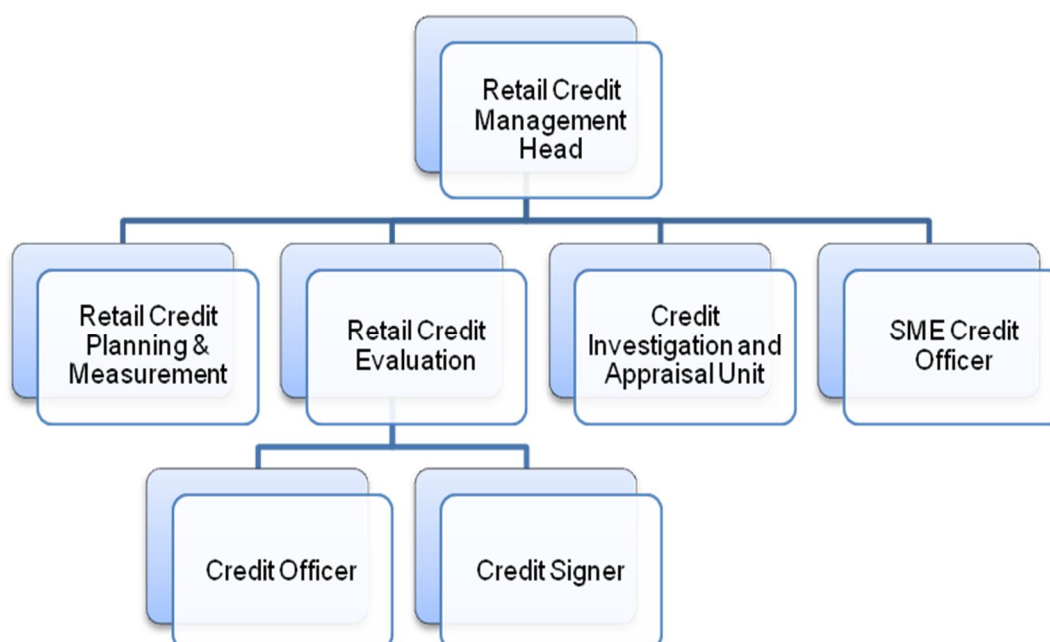 Retail Credit
Management
Head
Retail Credit
Planning &
Measurement
Retail Credit
Evaluation
Credit
Investigation and
Appraisal Unit
SME Credit
Officer
Credit Officer
Credit Signer